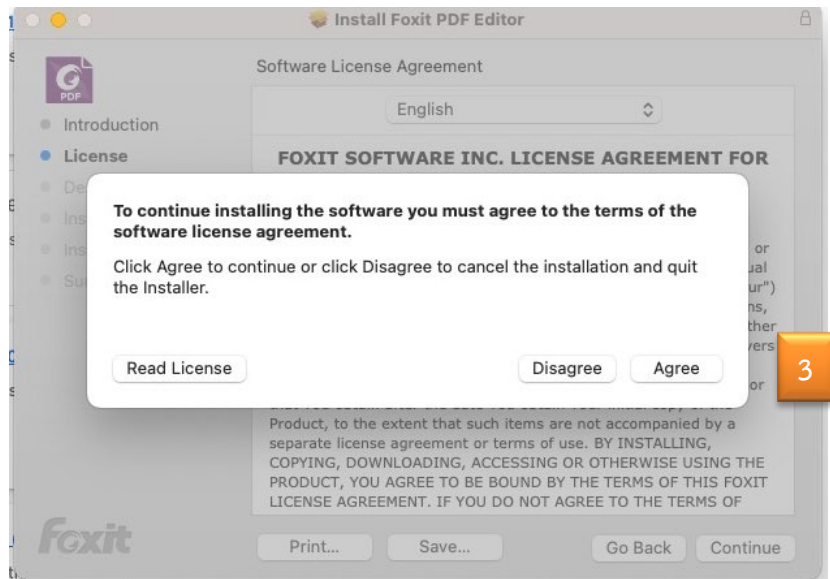 Install Foxit PDF Editor
PDF
Software License Agreement
Introduction
License
English
FOXIT SOFTWARE INC. LICENSE AGREEMENT FOR
To continue installing the software you must agree to the terms of the
software license agreement.
Click Agree to continue or click Disagree to cancel the installation and quit
the Installer.
or
ns,
Read License
Disagree
Agree
3
or
Product, to the extent that such items are not accompanied by a
separate license agreement or terms of use. BY INSTALLING,
COPYING, DOWNLOADING, ACCESSING OR OTHERWISE USING THE
PRODUCT, YOU AGREE TO BE BOUND BY THE TERMS OF THIS FOXIT
LICENSE AGREEMENT. IF YOU DO NOT AGREE TO THE TERMS OF
Foxit
Print...
Save...
Go Back
Continue